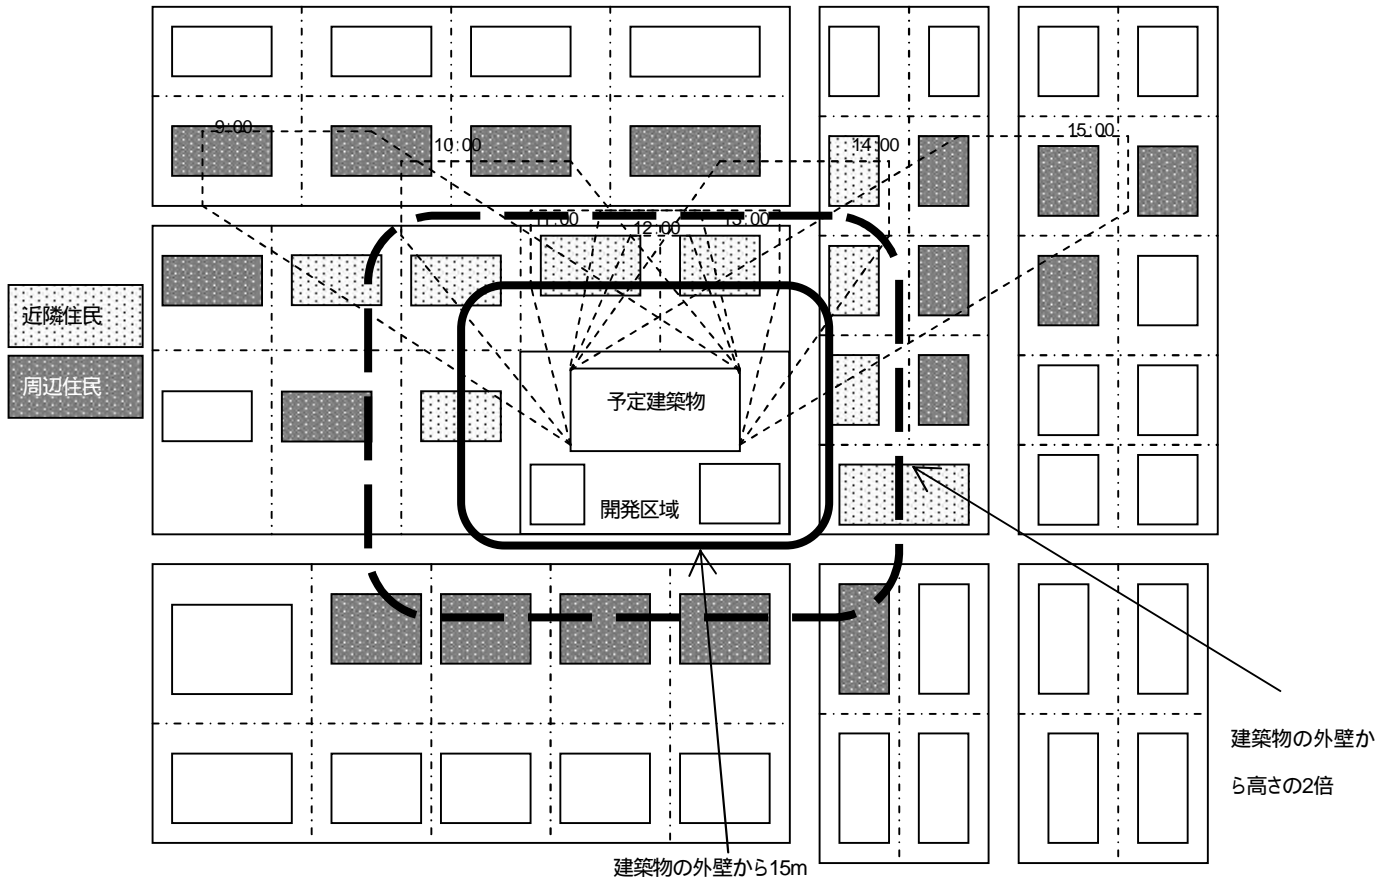 9:00
10:00
14:00
15:00
11:00
12:00
13:00
近隣住民
周辺住民
予定建築物
開発区域
建築物の外壁か
ら高さの2倍
建築物の外壁から15m